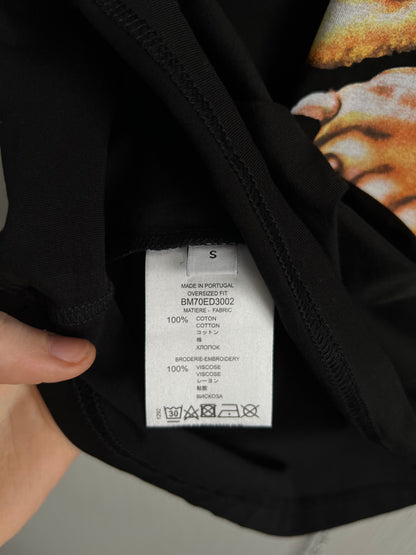 S
MADE IN PORTUGAL
OVERSIZED FIT
BM70ED3002
MATIERE - FABRIC
100% COTON
COTTON
コットン
棉
ХЛОПОК
BRODERIE-EMBROIDERY
100% VISCOSE
VISCOSE
レーヨン
粘胶
ВИСКОЗА
30